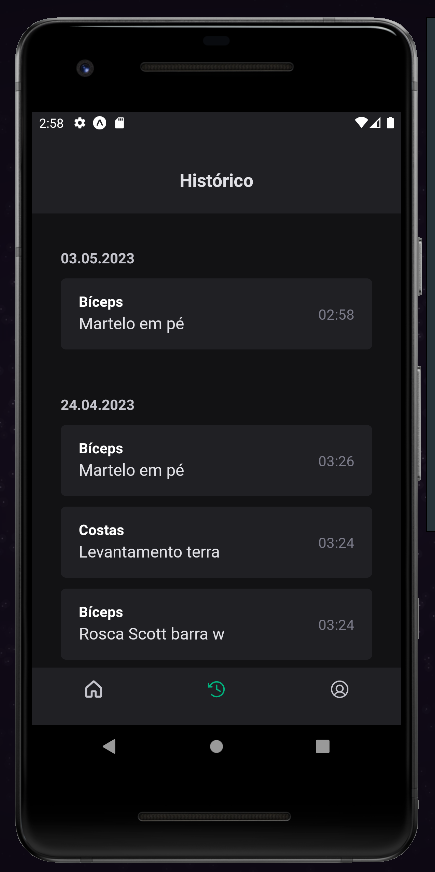 2:58
Histórico
03.05.2023
Bíceps
Martelo em pé
02:58
24.04.2023
Bíceps
Martelo em pé
03:26
Costas
Levantamento terra
03:24
Bíceps
Rosca Scott barra w
03:24